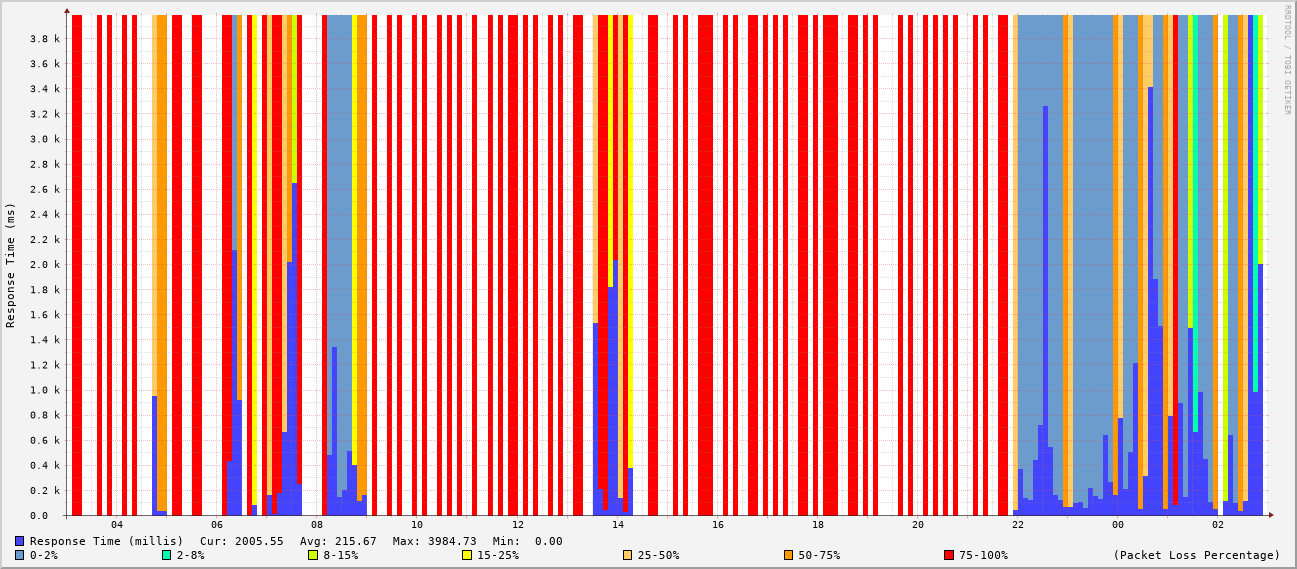 RRDTOOL / TOBI OETIKER
Response Time (ms)
3.8 k
3.6 k
3.4 k
3.2 k
3.0 k
2.8 k
2.6 k
2.4 k
2.2 k
2.0 k
1.8 k
1.6 k
1.4 k
1.2 k
1.0 k
0.8 k
0.6 k
0.4 k
0.2 k
0.0
04 06 08 10 12 14 16 18 20 22 00 02
Response Time (millis) Cur: 2005.55 Avg: 215.67 Max: 3984.73 Min: 0.00
0-2% 2-8% 8-15% 15-25% 25-50% 50-75% 75-100% (Packet Loss Percentage)